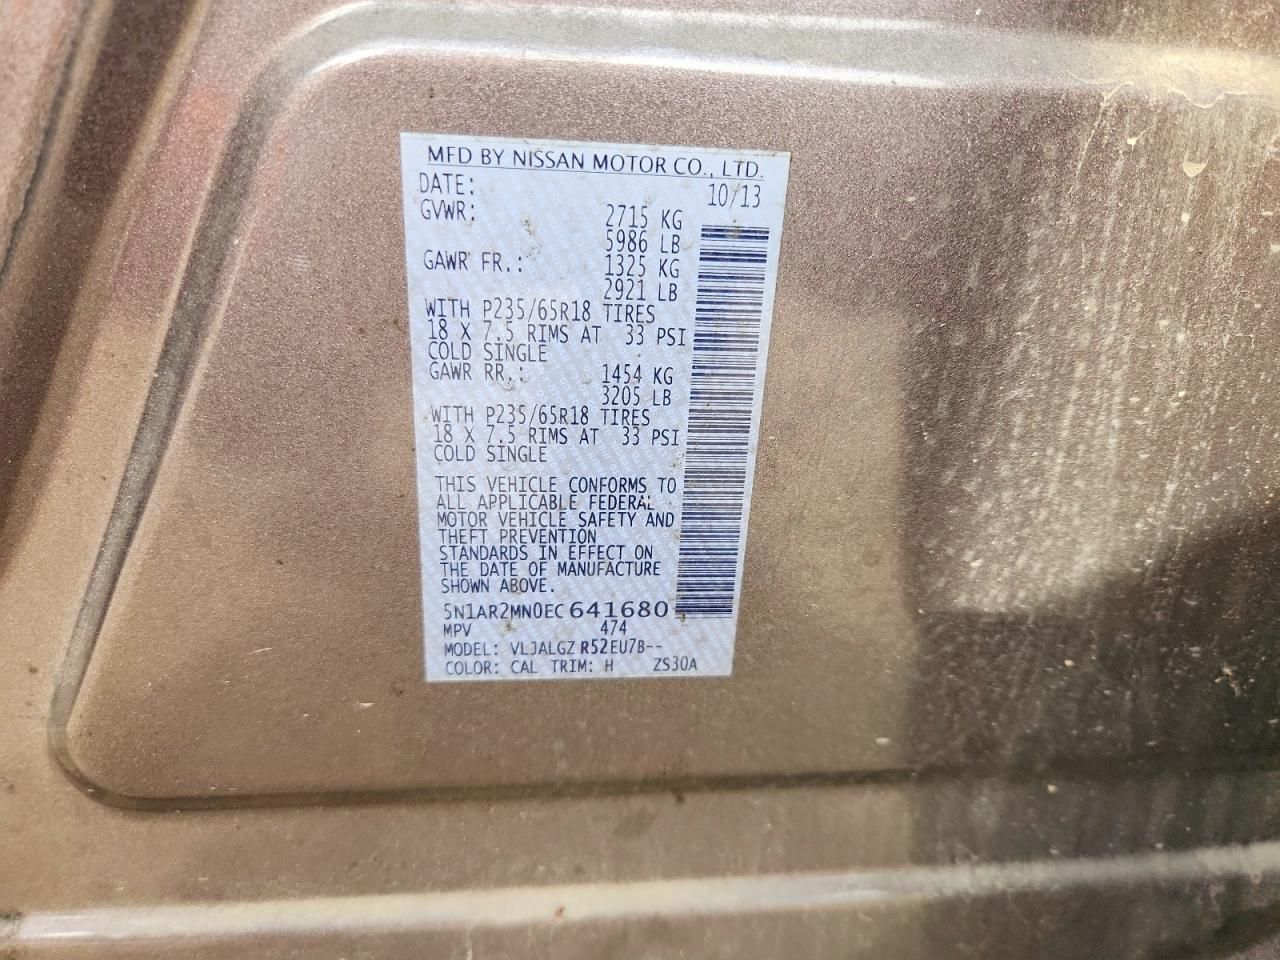 MFD BY NISSAN MOTOR CO., LTD.
DATE: 10/13
GVWR: 2715 KG
5986 LB
GAWR FR.: 1325 KG
2921 LB
WITH P235/65R18 TIRES
18 X 7.5 RIMS AT 33 PSI
COLD SINGLE
GAWR RR.: 1454 KG
3205 LB
WITH P235/65R18 TIRES
18 X 7.5 RIMS AT 33 PSI
COLD SINGLE
THIS VEHICLE CONFORMS TO
ALL APPLICABLE FEDERAL
MOTOR VEHICLE SAFETY AND
THEFT PREVENTION
STANDARDS IN EFFECT ON
THE DATE OF MANUFACTURE
SHOWN ABOVE.
5N1AR2MN0EC641680
MPV 474
MODEL: VLJALGZ R52EU7B--
COLOR: CAL TRIM: H ZS30A